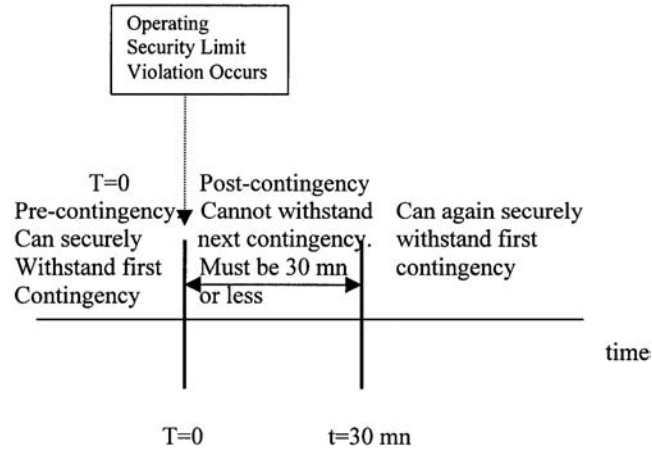 Operating
Security Limit
Violation Occurs
T=0
Pre-contingency
Can securely
Withstand first
Contingency
Post-contingency
Cannot withstand
next contingency.
Must be 30 mn
or less
Can again securely
withstand first
contingency
time
T=0
t=30 mn